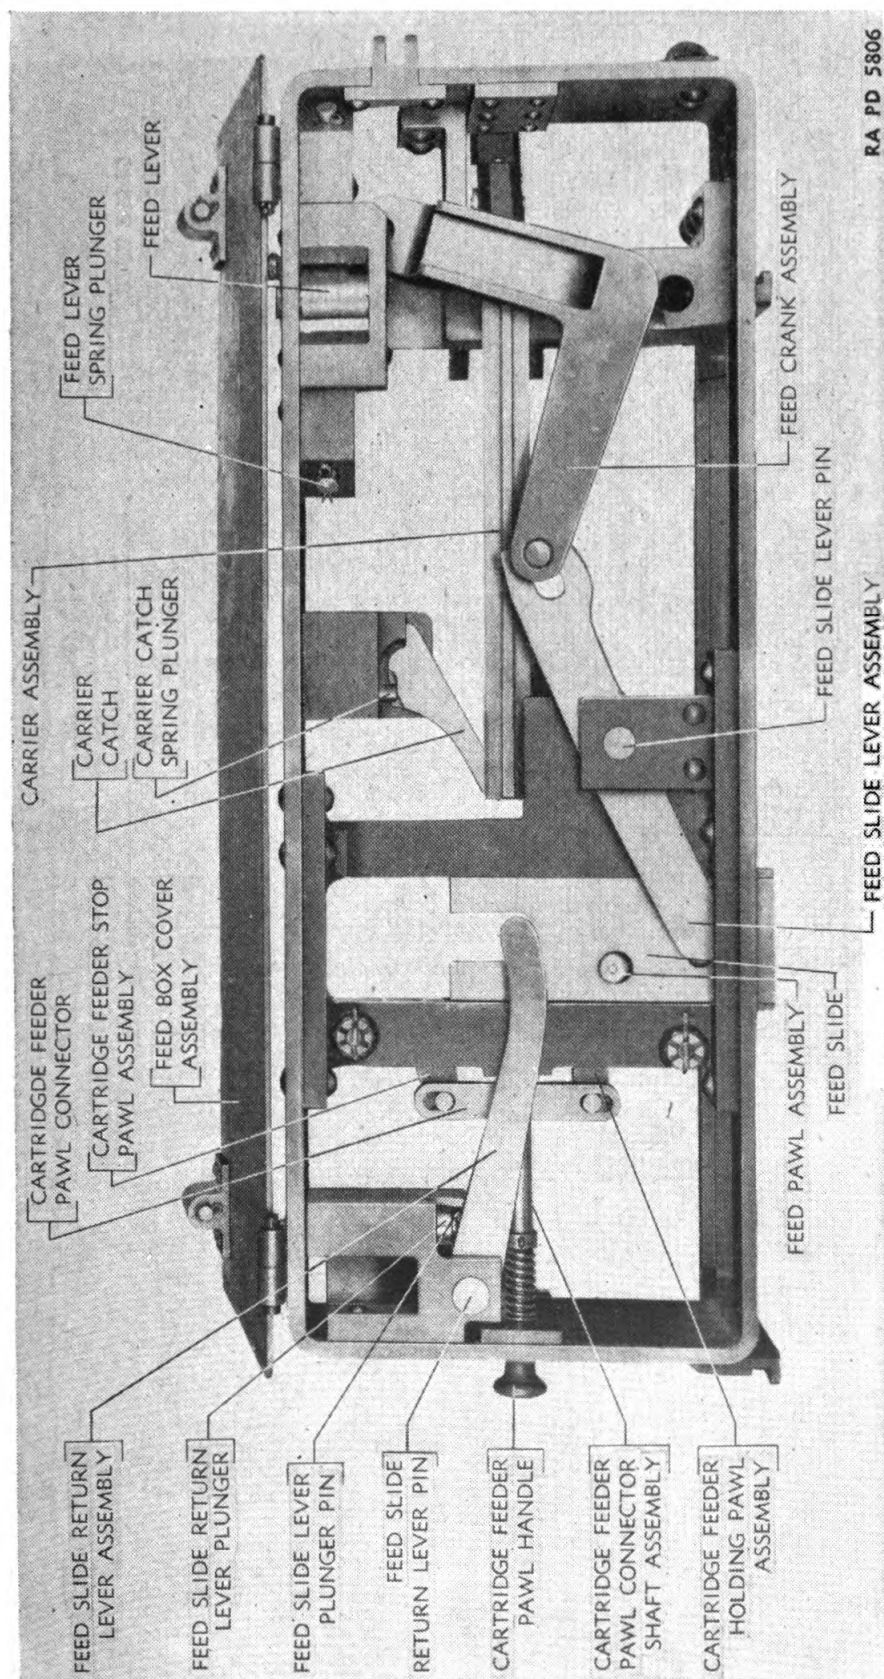 FEED SLIDE RETURN
LEVER ASSEMBLY
FEED SLIDE RETURN
LEVER PLUNGER
FEED SLIDE LEVER
PLUNGER PIN
FEED SLIDE
RETURN LEVER PIN
CARTRIDGE FEEDER
PAWL HANDLE
CARTRIDGE FEEDER
PAWL CONNECTOR
SHAFT ASSEMBLY
CARTRIDGE FEEDER
HOLDING PAWL
ASSEMBLY
CARTRIDGDE FEEDER
PAWL CONNECTOR
CARTRIDGE FEEDER STOP
PAWL ASSEMBLY
FEED BOX COVER
ASSEMBLY
CARRIER ASSEMBLY
CARRIER
CATCH
CARRIER CATCH
SPRING PLUNGER
FEED LEVER
SPRING PLUNGER
FEED LEVER
FEED PAWL ASSEMBLY
FEED SLIDE
FEED SLIDE LEVER ASSEMBLY
FEED SLIDE LEVER PIN
FEED CRANK ASSEMBLY
RA PD 5806